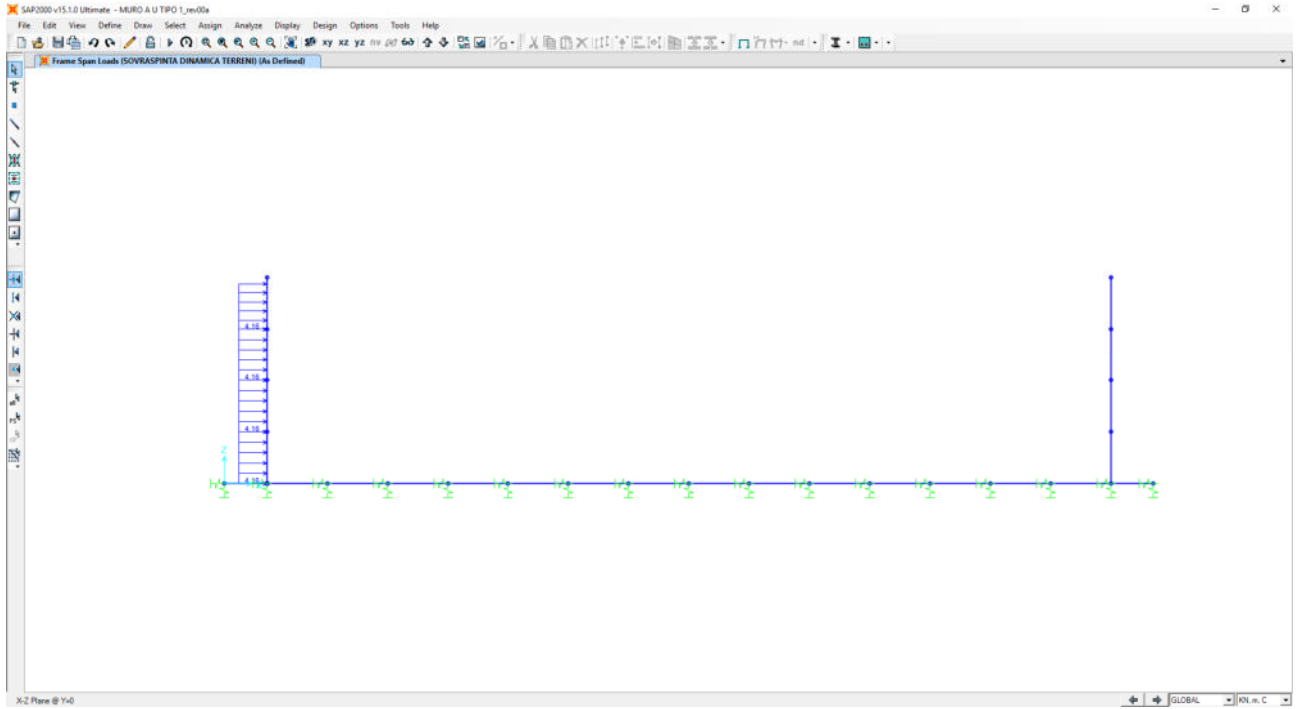 SAP2000 v15.1.0 Ultimate - MURO A U TIPO 1_rev00a
File Edit View Define Draw Select Assign Analyze Display Design Options Tools Help
xy xz yz nv nd
Frame Span Loads (SOVRASPINTA DINAMICA TERRENI) (As Defined)
4.16
4.16
4.16
Z
4.16
X-Z Plane @ Y=0
GLOBAL
KN, m, C